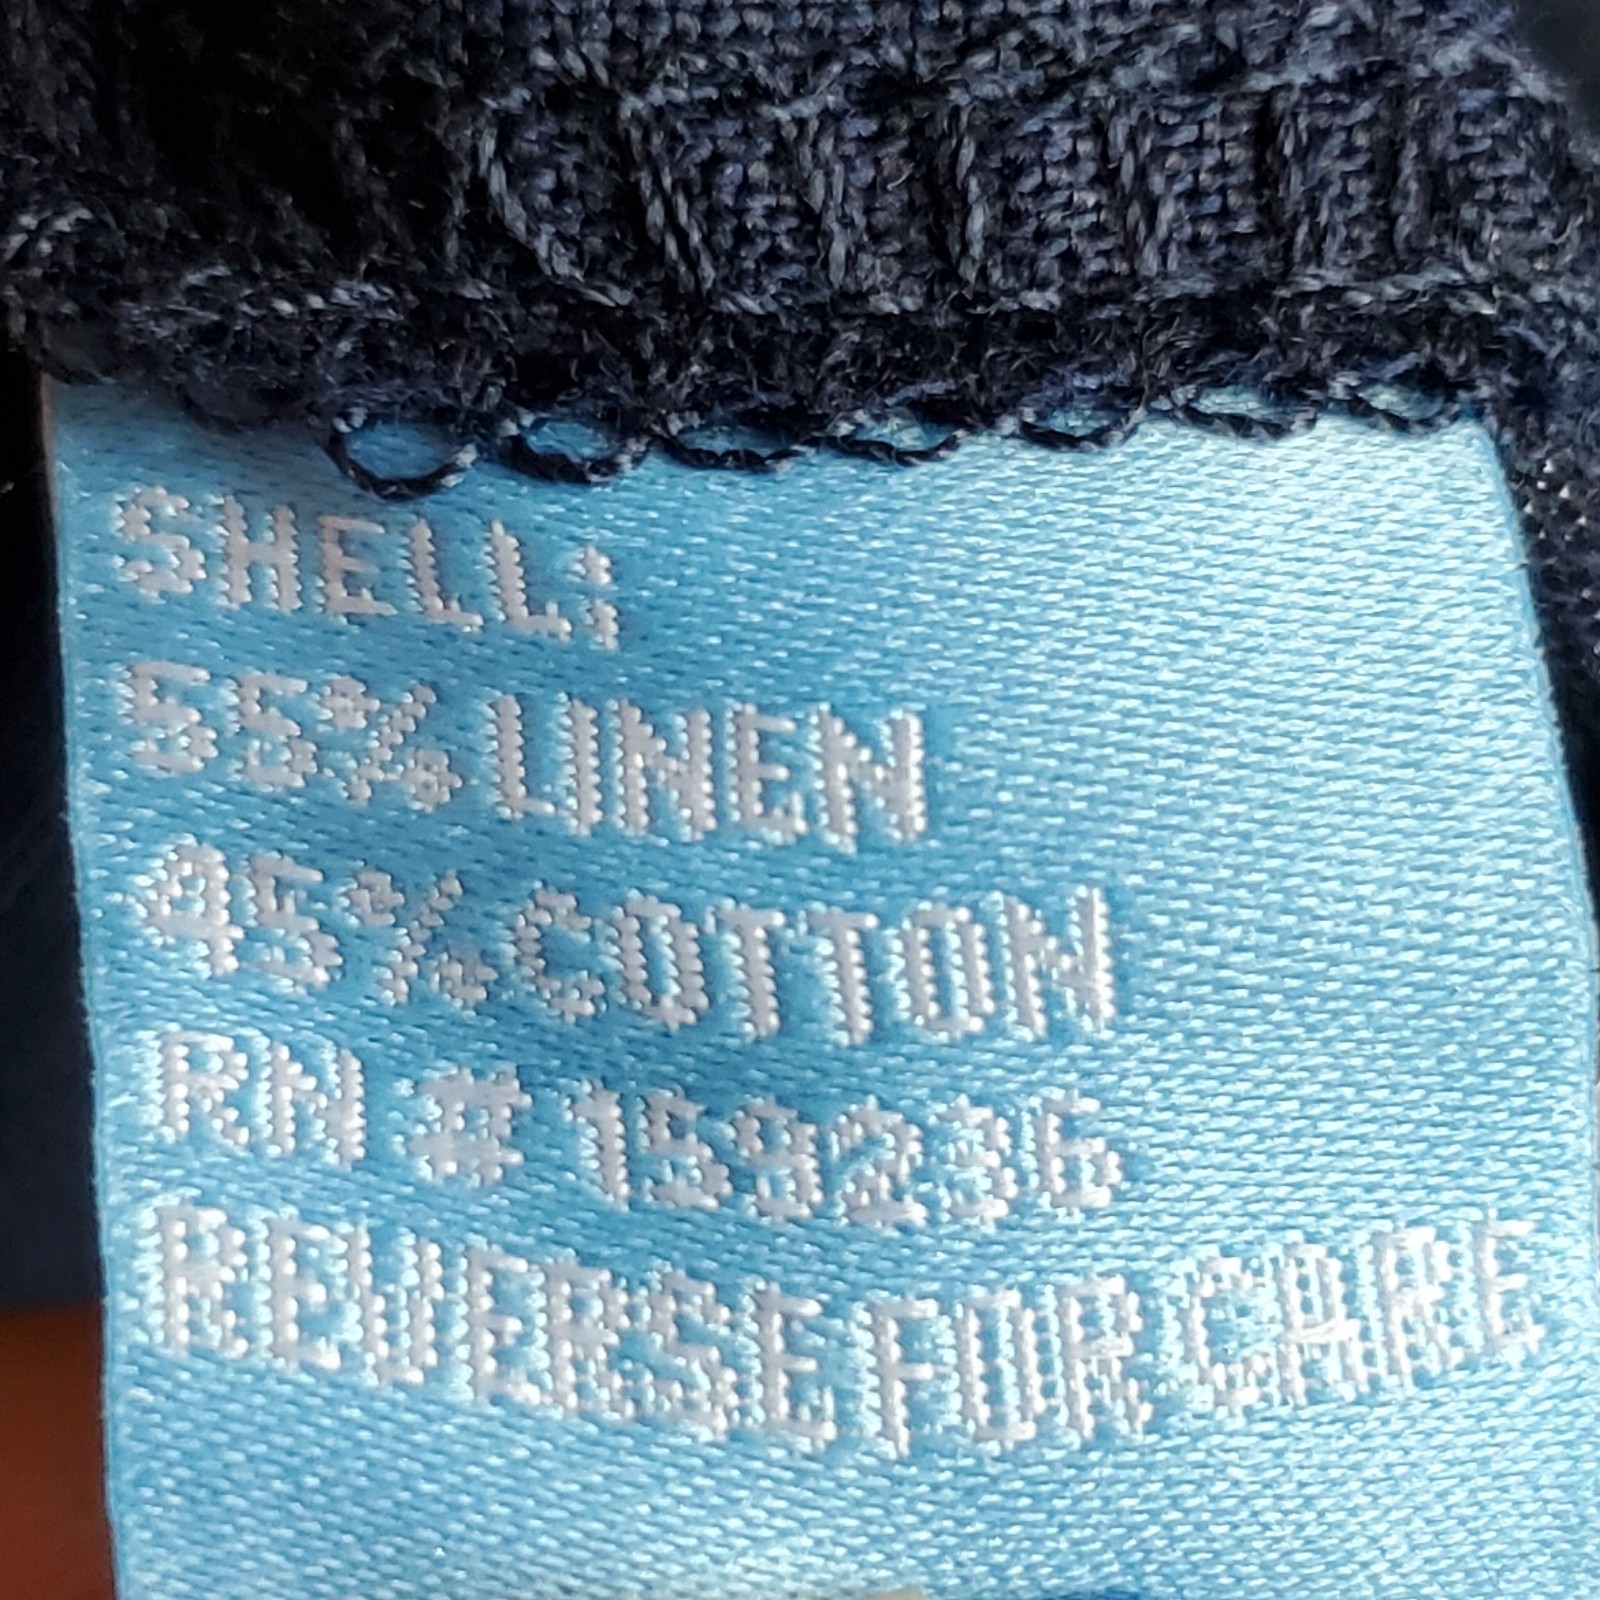 SHELL:
55% LINEN
45% COTTON
RN # 159236
REVERSE FOR CARE